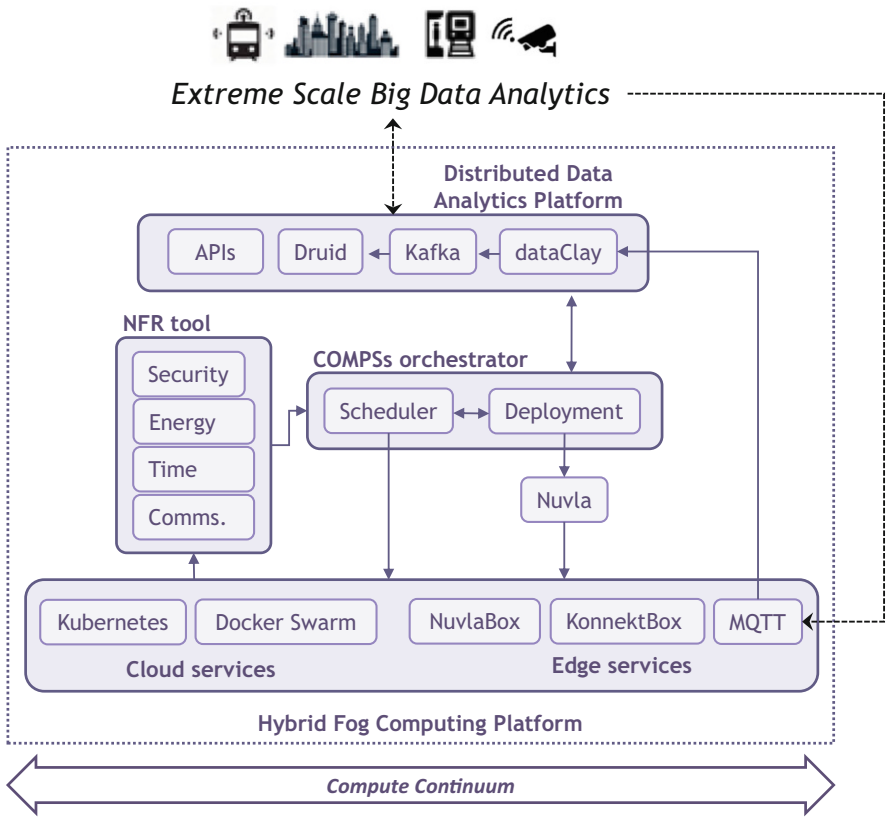 Extreme Scale Big Data Analytics
Distributed Data
Analytics Platform
APIs
Druid
Kafka
dataClay
NFR tool
Security
Energy
Time
Comms.
COMPSs orchestrator
Scheduler
Deployment
Nuvla
Kubernetes
Docker Swarm
NuvlaBox
KonnektBox
MQTT
Cloud services
Edge services
Hybrid Fog Computing Platform
Compute Continuum